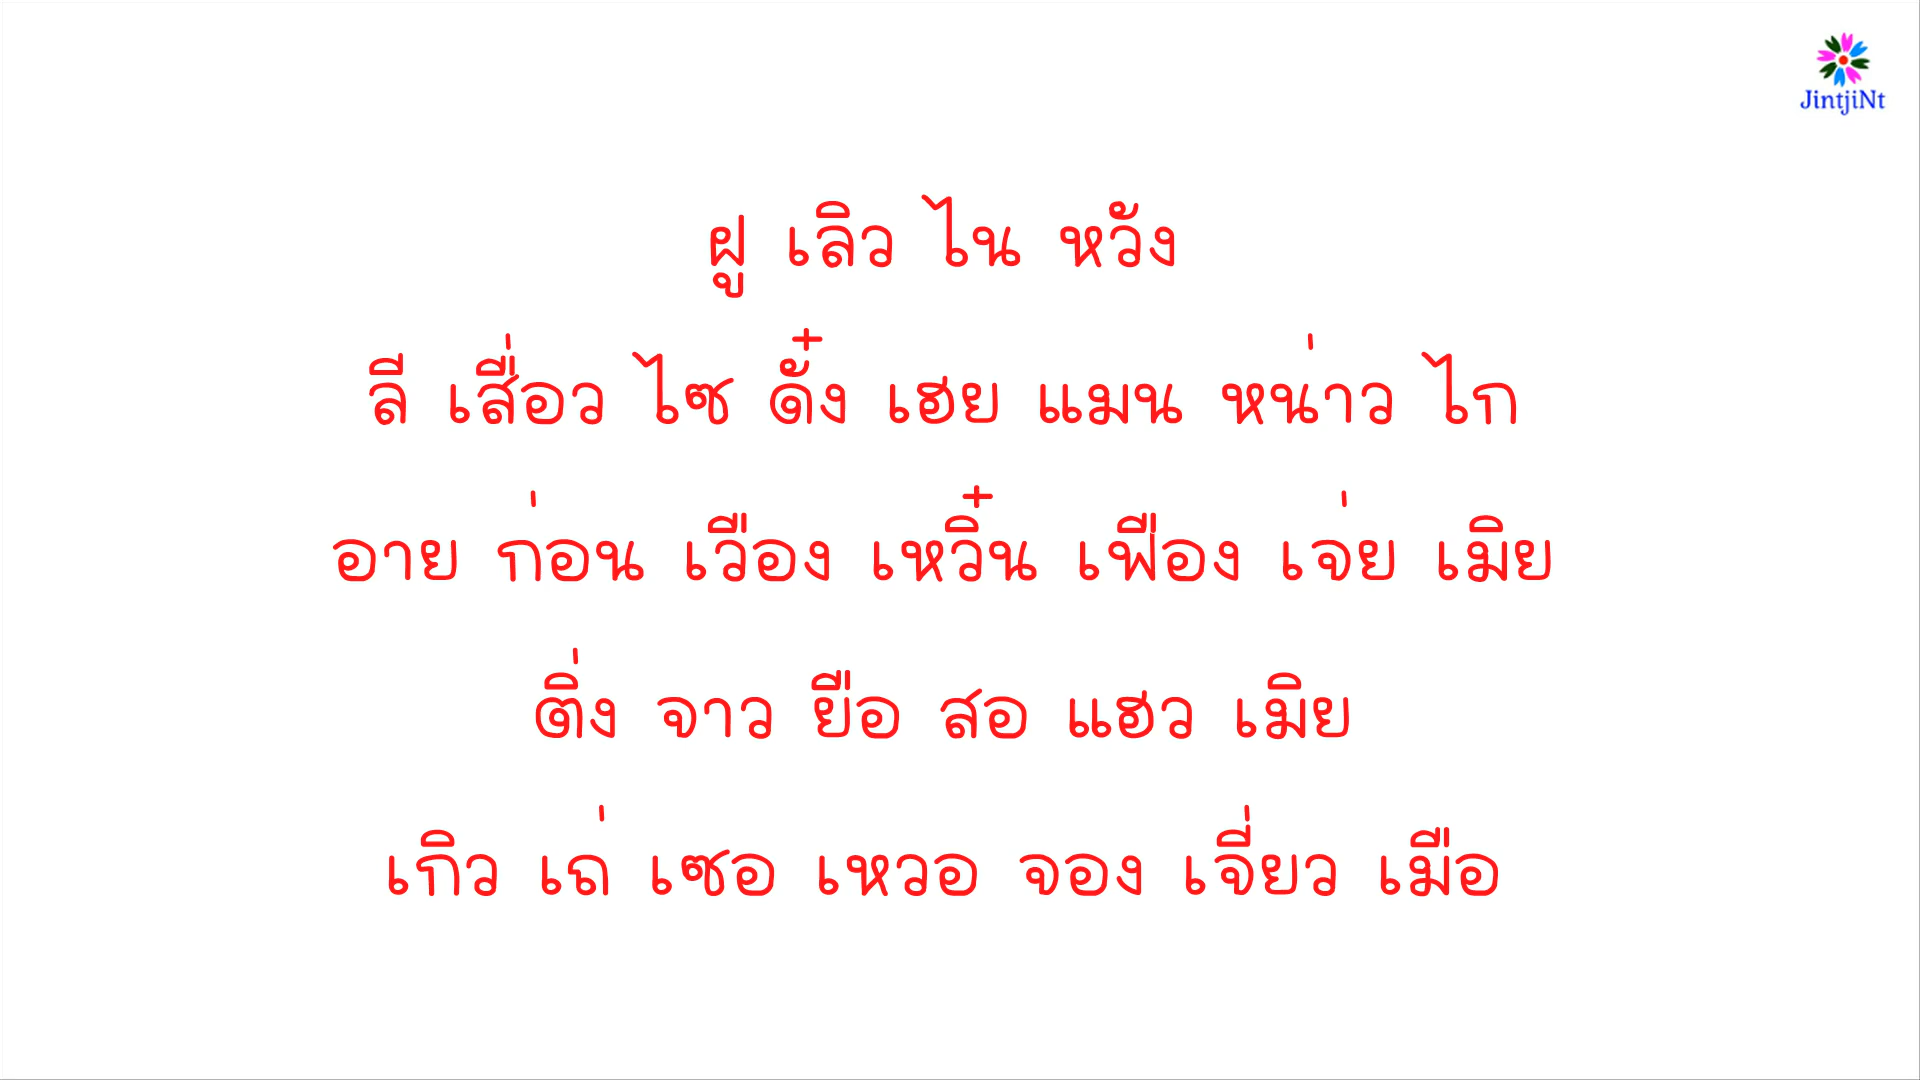 JintjiNt
ฝู เลิว ไน หวัง
ลี เสื่อว ไซ ดั๋ง เฮย แมน หน่าว ไก
อาย ก่อน เวือง เหวิ๋น เฟือง เจ่ย เมิย
ติ่ง จาว ยือ สอ แฮว เมิย
เกิว เถ่ เซอ เหวอ จอง เจี่ยว เมือ